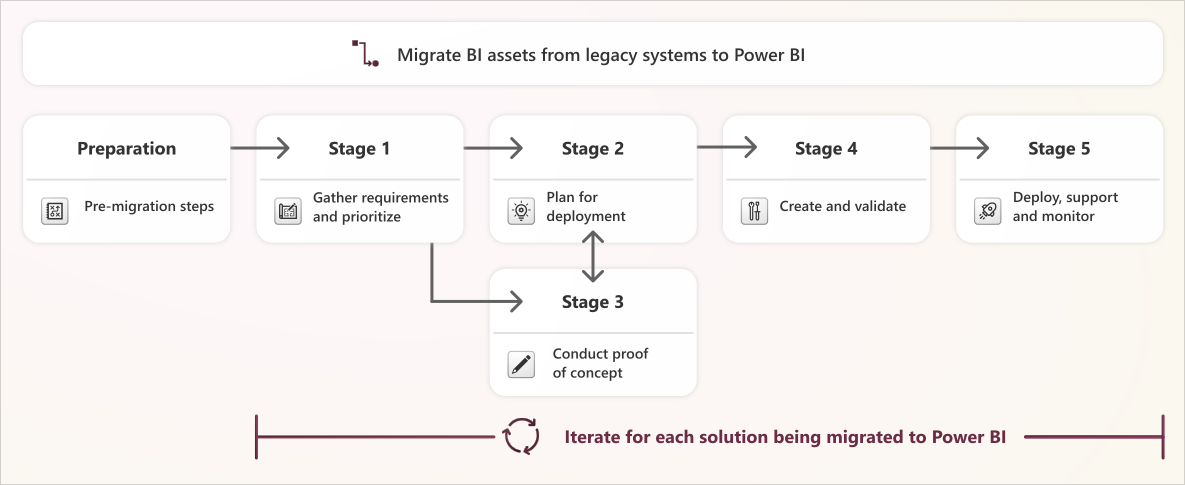 Migrate BI assets from legacy systems to Power BI
Preparation
Pre-migration steps
Stage 1
Gather requirements
and prioritize
Stage 2
Plan for
deployment
Stage 4
Create and validate
Stage 5
Deploy, support
and monitor
Stage 3
Conduct proof
of concept
Iterate for each solution being migrated to Power BI